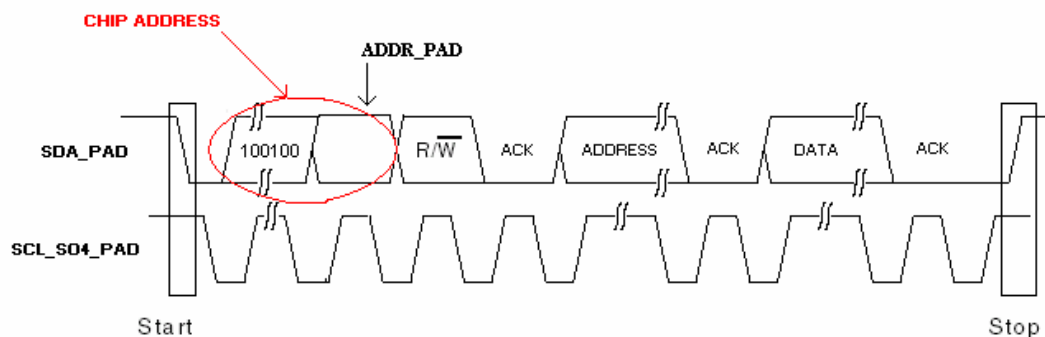 CHIP ADDRESS
ADDR_PAD
SDA_PAD 100100 R/W̅ ACK ADDRESS ACK DATA ACK
SCL_SO4_PAD
Start Stop